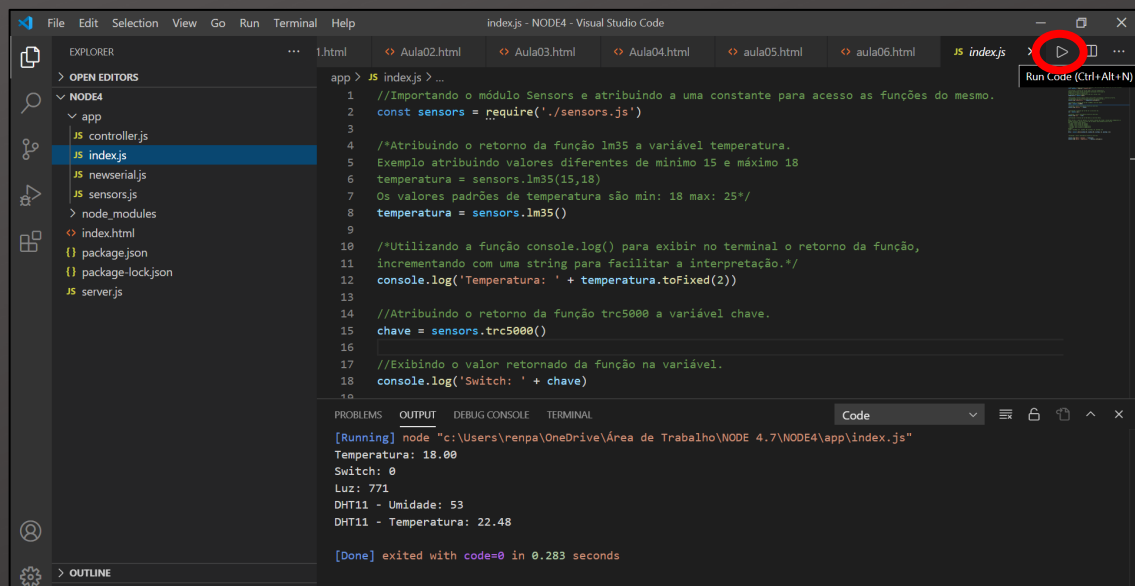 File Edit Selection View Go Run Terminal Help index.js - NODE4 - Visual Studio Code
EXPLORER ... 1.html <> Aula02.html <> Aula03.html <> Aula04.html <> aula05.html <> aula06.html JS index.js ...
Run Code (Ctrl+Alt+N)
> OPEN EDITORS
NODE4
app
JS controller.js
JS index.js
JS newserial.js
JS sensors.js
> node_modules
<> index.html
{} package.json
{} package-lock.json
JS server.js
> OUTLINE
app > JS index.js > ...
1 //Importando o módulo Sensors e atribuindo a uma constante para acesso as funções do mesmo.
2 const sensors = require('./sensors.js')
3
4 /*Atribuindo o retorno da função lm35 a variável temperatura.
5 Exemplo atribuindo valores diferentes de minimo 15 e máximo 18
6 temperatura = sensors.lm35(15,18)
7 Os valores padrões de temperatura são min: 18 max: 25*/
8 temperatura = sensors.lm35()
9
10 /*Utilizando a função console.log() para exibir no terminal o retorno da função,
11 incrementando com uma string para facilitar a interpretação.*/
12 console.log('Temperatura: ' + temperatura.toFixed(2))
13
14 //Atribuindo o retorno da função trc5000 a variável chave.
15 chave = sensors.trc5000()
16
17 //Exibindo o valor retornado da função na variável.
18 console.log('Switch: ' + chave)
19
PROBLEMS OUTPUT DEBUG CONSOLE TERMINAL Code
[Running] node "c:\Users\renpa\OneDrive\Área de Trabalho\NODE 4.7\NODE4\app\index.js"
Temperatura: 18.00
Switch: 0
Luz: 771
DHT11 - Umidade: 53
DHT11 - Temperatura: 22.48
[Done] exited with code=0 in 0.283 seconds